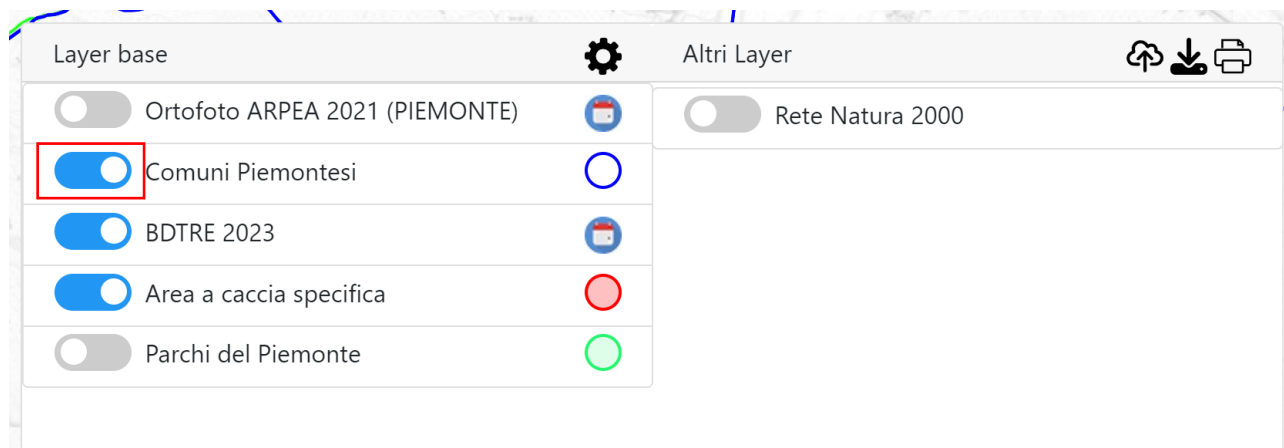 Layer base
Ortofoto ARPEA 2021 (PIEMONTE)
Comuni Piemontesi
BDTRE 2023
Area a caccia specifica
Parchi del Piemonte
Altri Layer
Rete Natura 2000